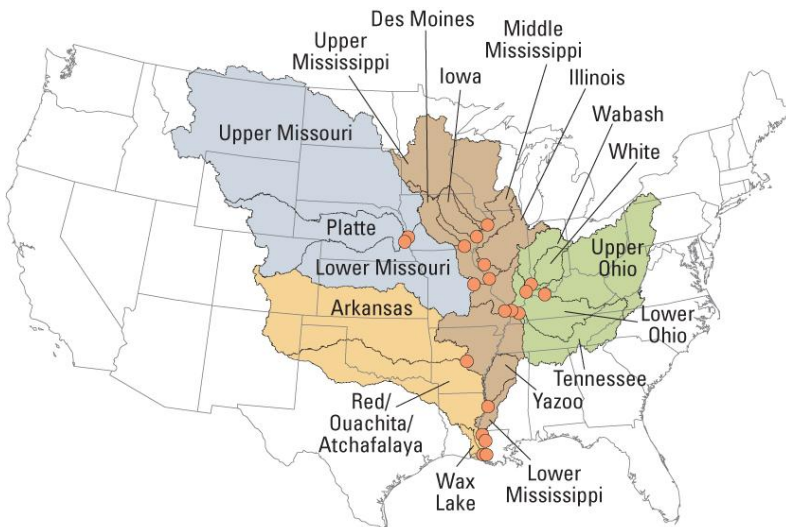 Des Moines
Upper
Mississippi
Iowa
Middle
Mississippi
Illinois
Wabash
White
Upper Missouri
Platte
Lower Missouri
Upper
Ohio
Arkansas
Lower
Ohio
Tennessee
Yazoo
Red/
Ouachita/
Atchafalaya
Wax
Lake
Lower
Mississippi